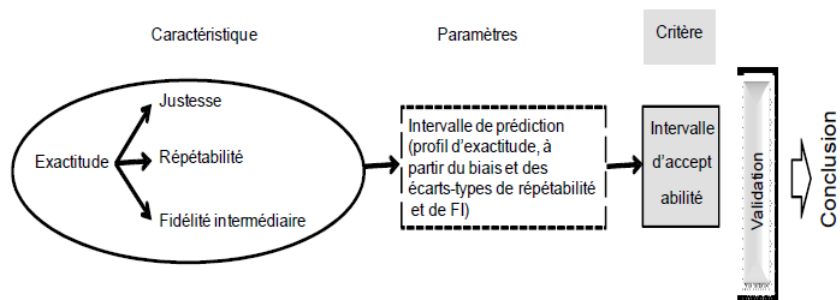 Caractéristique
Paramètres
Critère
Exactitude
Justesse
Répétabilité
Fidélité intermédiaire
Intervalle de prédiction
(profil d'exactitude, à
partir du biais et des
écarts-types de répétabilité
et de FI)
Intervalle
d'accept
abilité
Validation
Conclusion